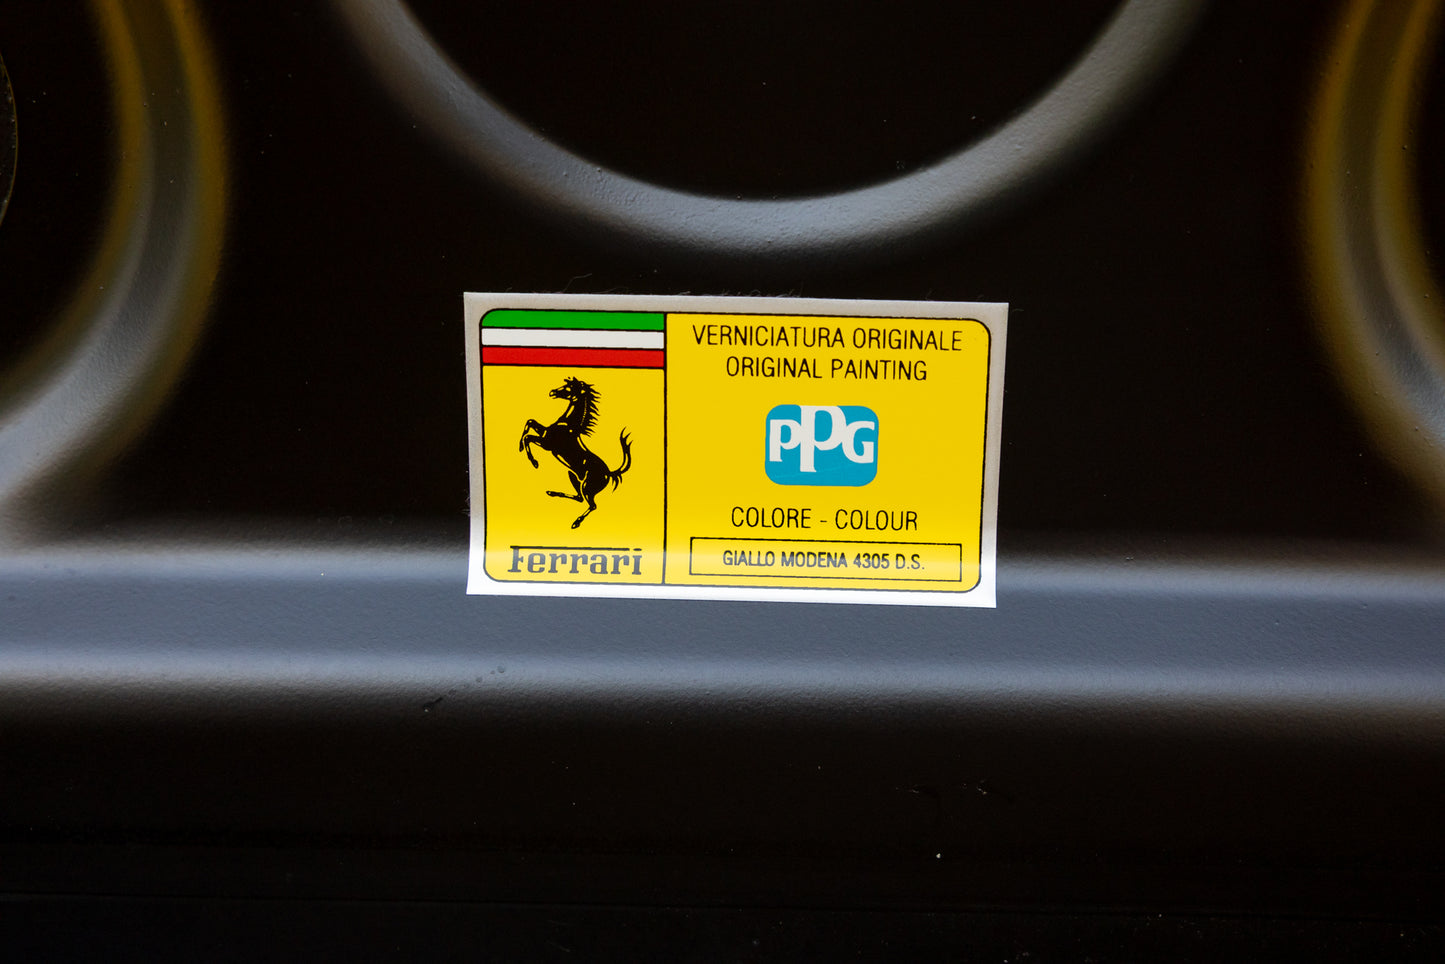 VERNICIATURA ORIGINALE
ORIGINAL PAINTING
PPG
COLORE - COLOUR
GIALLO MODENA 4305 D.S.
Ferrari